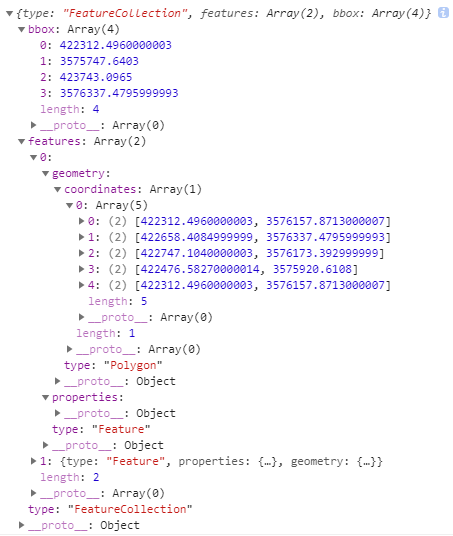 {type: "FeatureCollection", features: Array(2), bbox: Array(4)} i
bbox: Array(4)
0: 422312.4960000003
1: 3575747.6403
2: 423743.0965
3: 3576337.4795999993
length: 4
__proto__: Array(0)
features: Array(2)
0:
geometry:
coordinates: Array(1)
0: Array(5)
0: (2) [422312.4960000003, 3576157.8713000007]
1: (2) [422658.4084999999, 3576337.4795999993]
2: (2) [422747.1040000003, 3576173.392999999]
3: (2) [422476.58270000014, 3575920.6108]
4: (2) [422312.4960000003, 3576157.8713000007]
length: 5
__proto__: Array(0)
length: 1
__proto__: Array(0)
type: "Polygon"
__proto__: Object
properties:
__proto__: Object
type: "Feature"
__proto__: Object
1: {type: "Feature", properties: {…}, geometry: {…}}
length: 2
__proto__: Array(0)
type: "FeatureCollection"
__proto__: Object